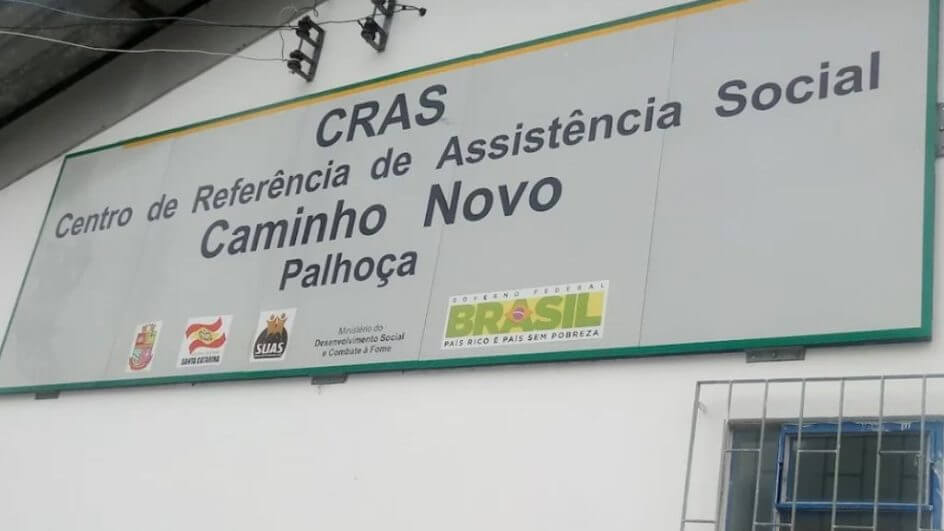 CRAS
Centro de Referência de Assistência Social
Caminho Novo
Palhoça
SANTA CATARINA
SUAS
Ministério do
Desenvolvimento Social
e Combate à Fome
GOVERNO FEDERAL
BRASIL
PAÍS RICO É PAÍS SEM POBREZA